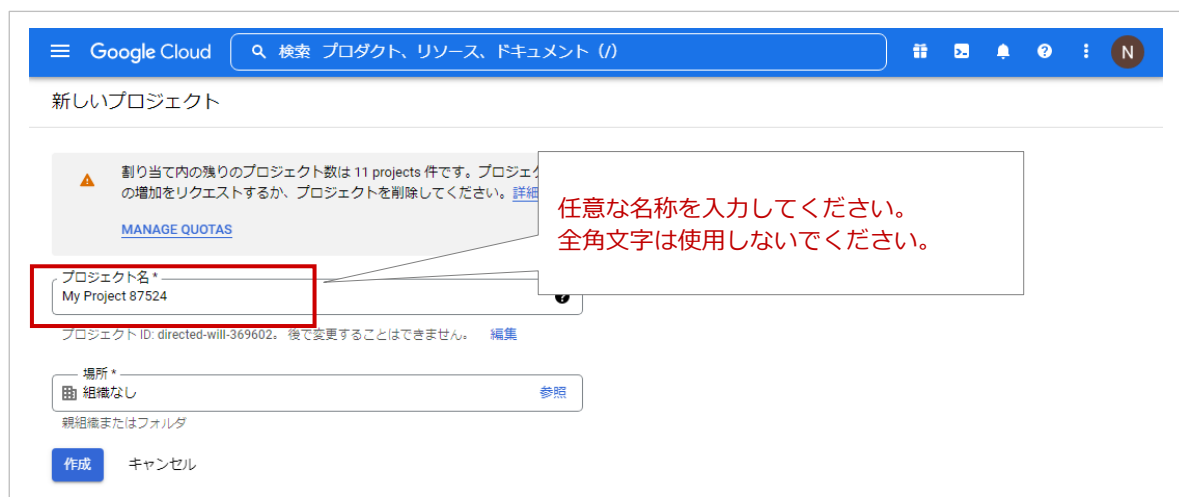 Google Cloud
検索 プロダクト、リソース、ドキュメント (/)
N
新しいプロジェクト
割り当て内の残りのプロジェクト数は 11 projects 件です。プロジェク
の増加をリクエストするか、プロジェクトを削除してください。詳細
MANAGE QUOTAS
任意な名称を入力してください。
全角文字は使用しないでください。
プロジェクト名 *
My Project 87524
プロジェクト ID: directed-will-369602。後で変更することはできません。 編集
場所 *
組織なし 参照
親組織またはフォルダ
作成 キャンセル